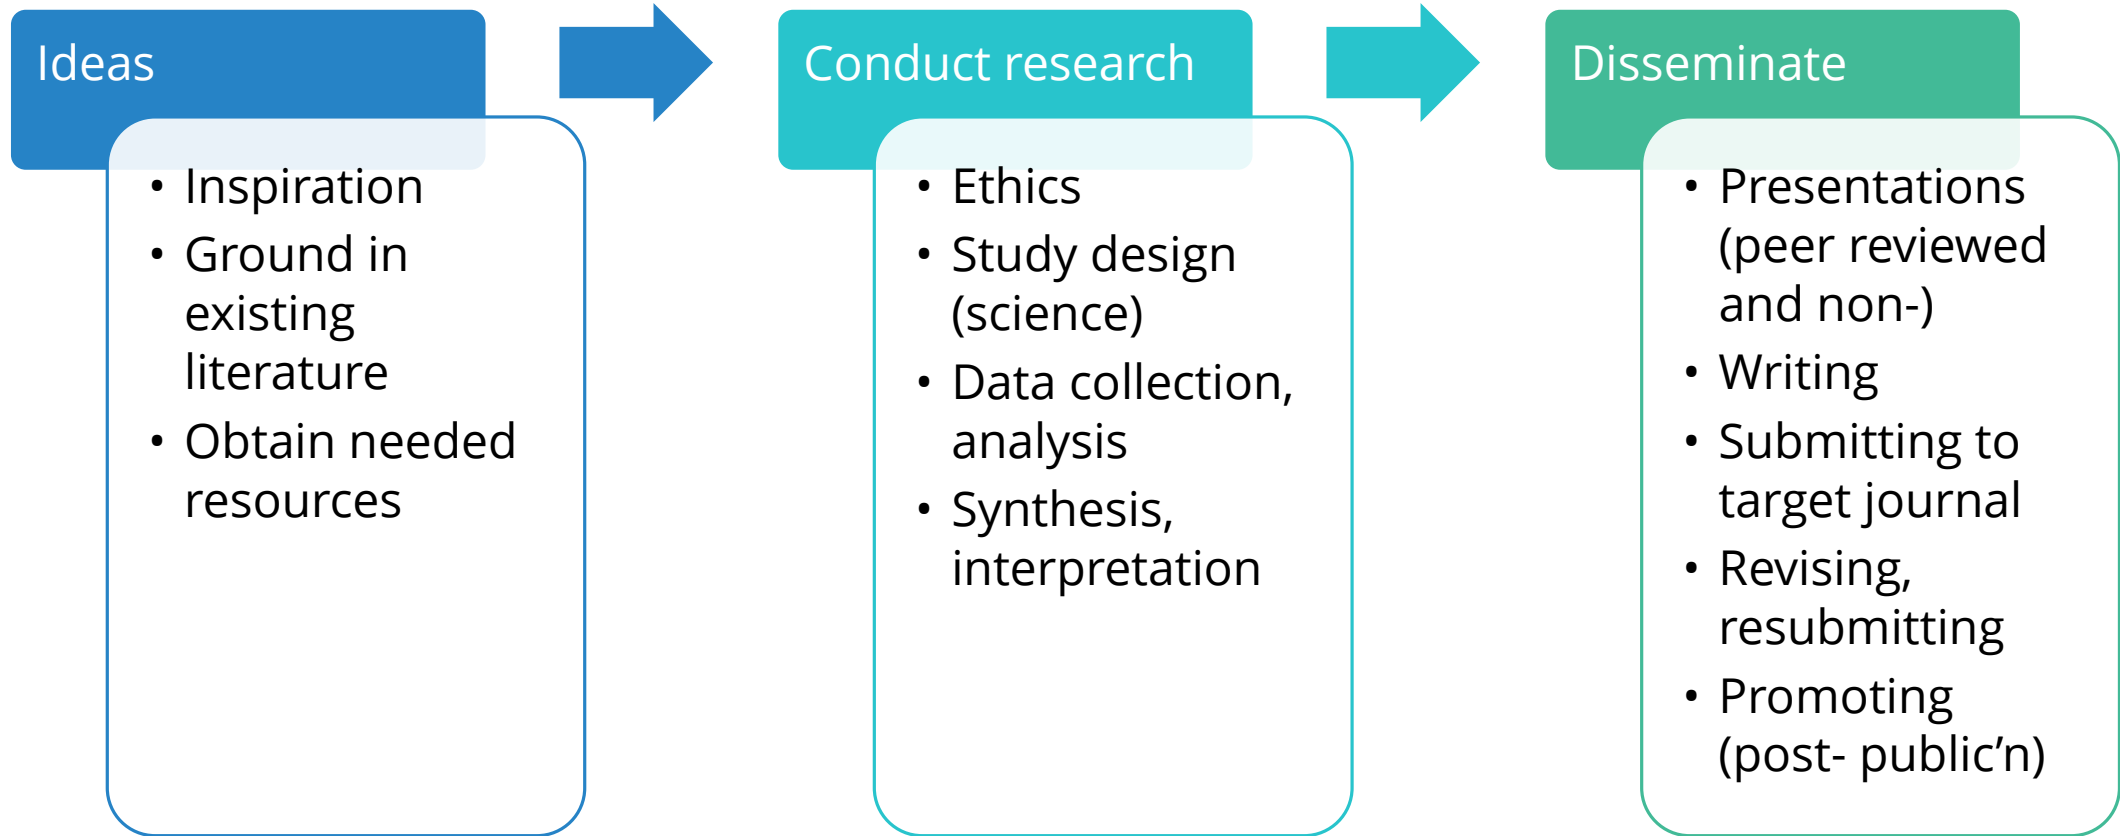 Ideas
• Inspiration
• Ground in
existing
literature
• Obtain needed
resources
Conduct research
• Ethics
• Study design
(science)
• Data collection,
analysis
• Synthesis,
interpretation
Disseminate
• Presentations
(peer reviewed
and non-)
• Writing
• Submitting to
target journal
• Revising,
resubmitting
• Promoting
(post- public’n)